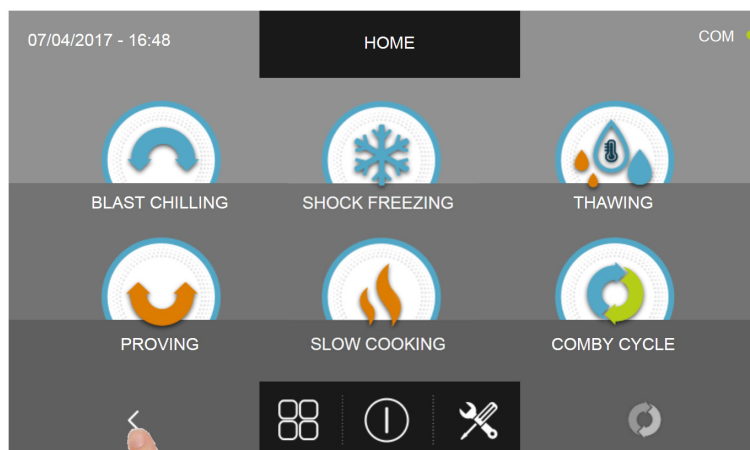 07/04/2017 - 16:48
HOME
COM
BLAST CHILLING
SHOCK FREEZING
THAWING
PROVING
SLOW COOKING
COMBY CYCLE